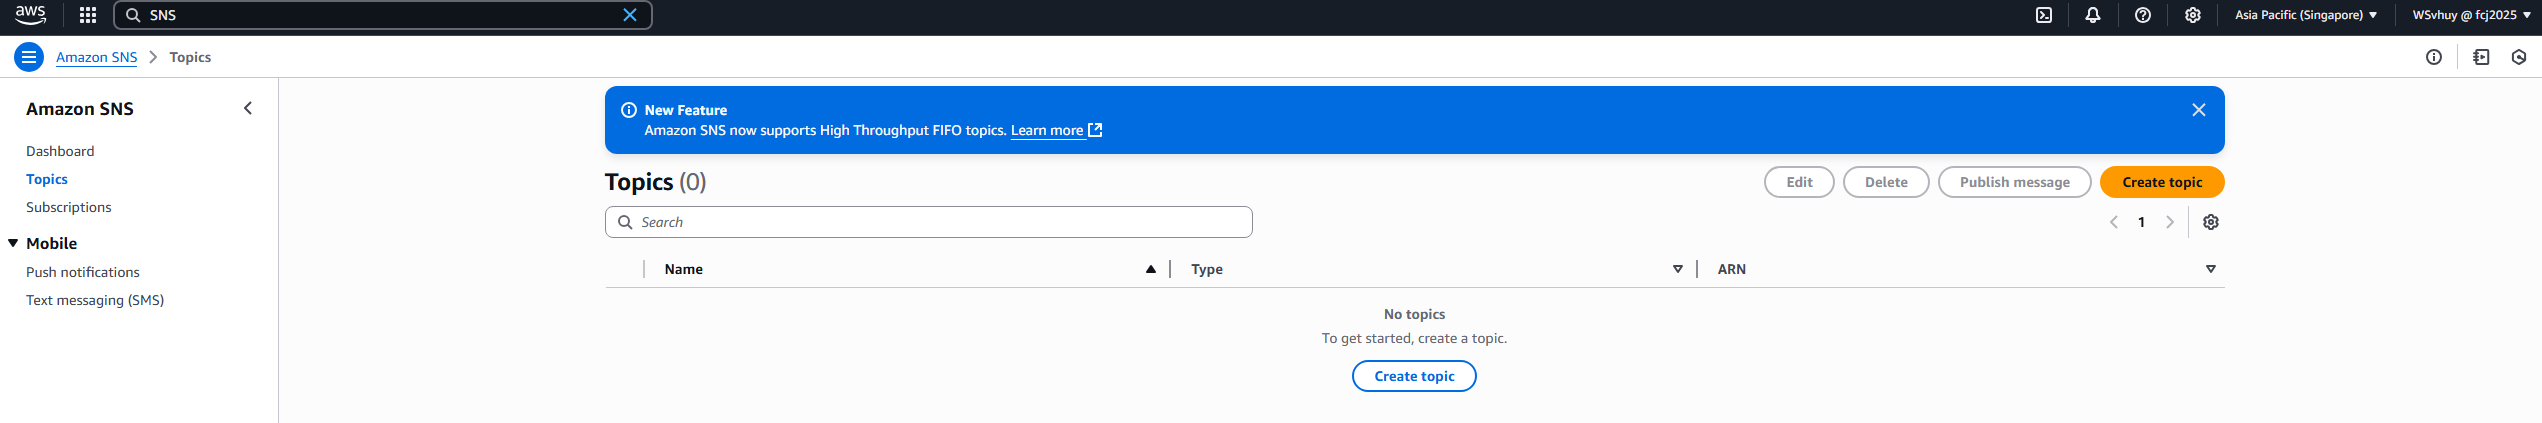 aws
SNS
Asia Pacific (Singapore)
WSvhuy @ fcj2025
Amazon SNS
Topics
Amazon SNS
Dashboard
Topics
Subscriptions
Mobile
Push notifications
Text messaging (SMS)
New Feature
Amazon SNS now supports High Throughput FIFO topics. Learn more
Topics (0)
Edit
Delete
Publish message
Create topic
Search
1
Name
Type
ARN
No topics
To get started, create a topic.
Create topic